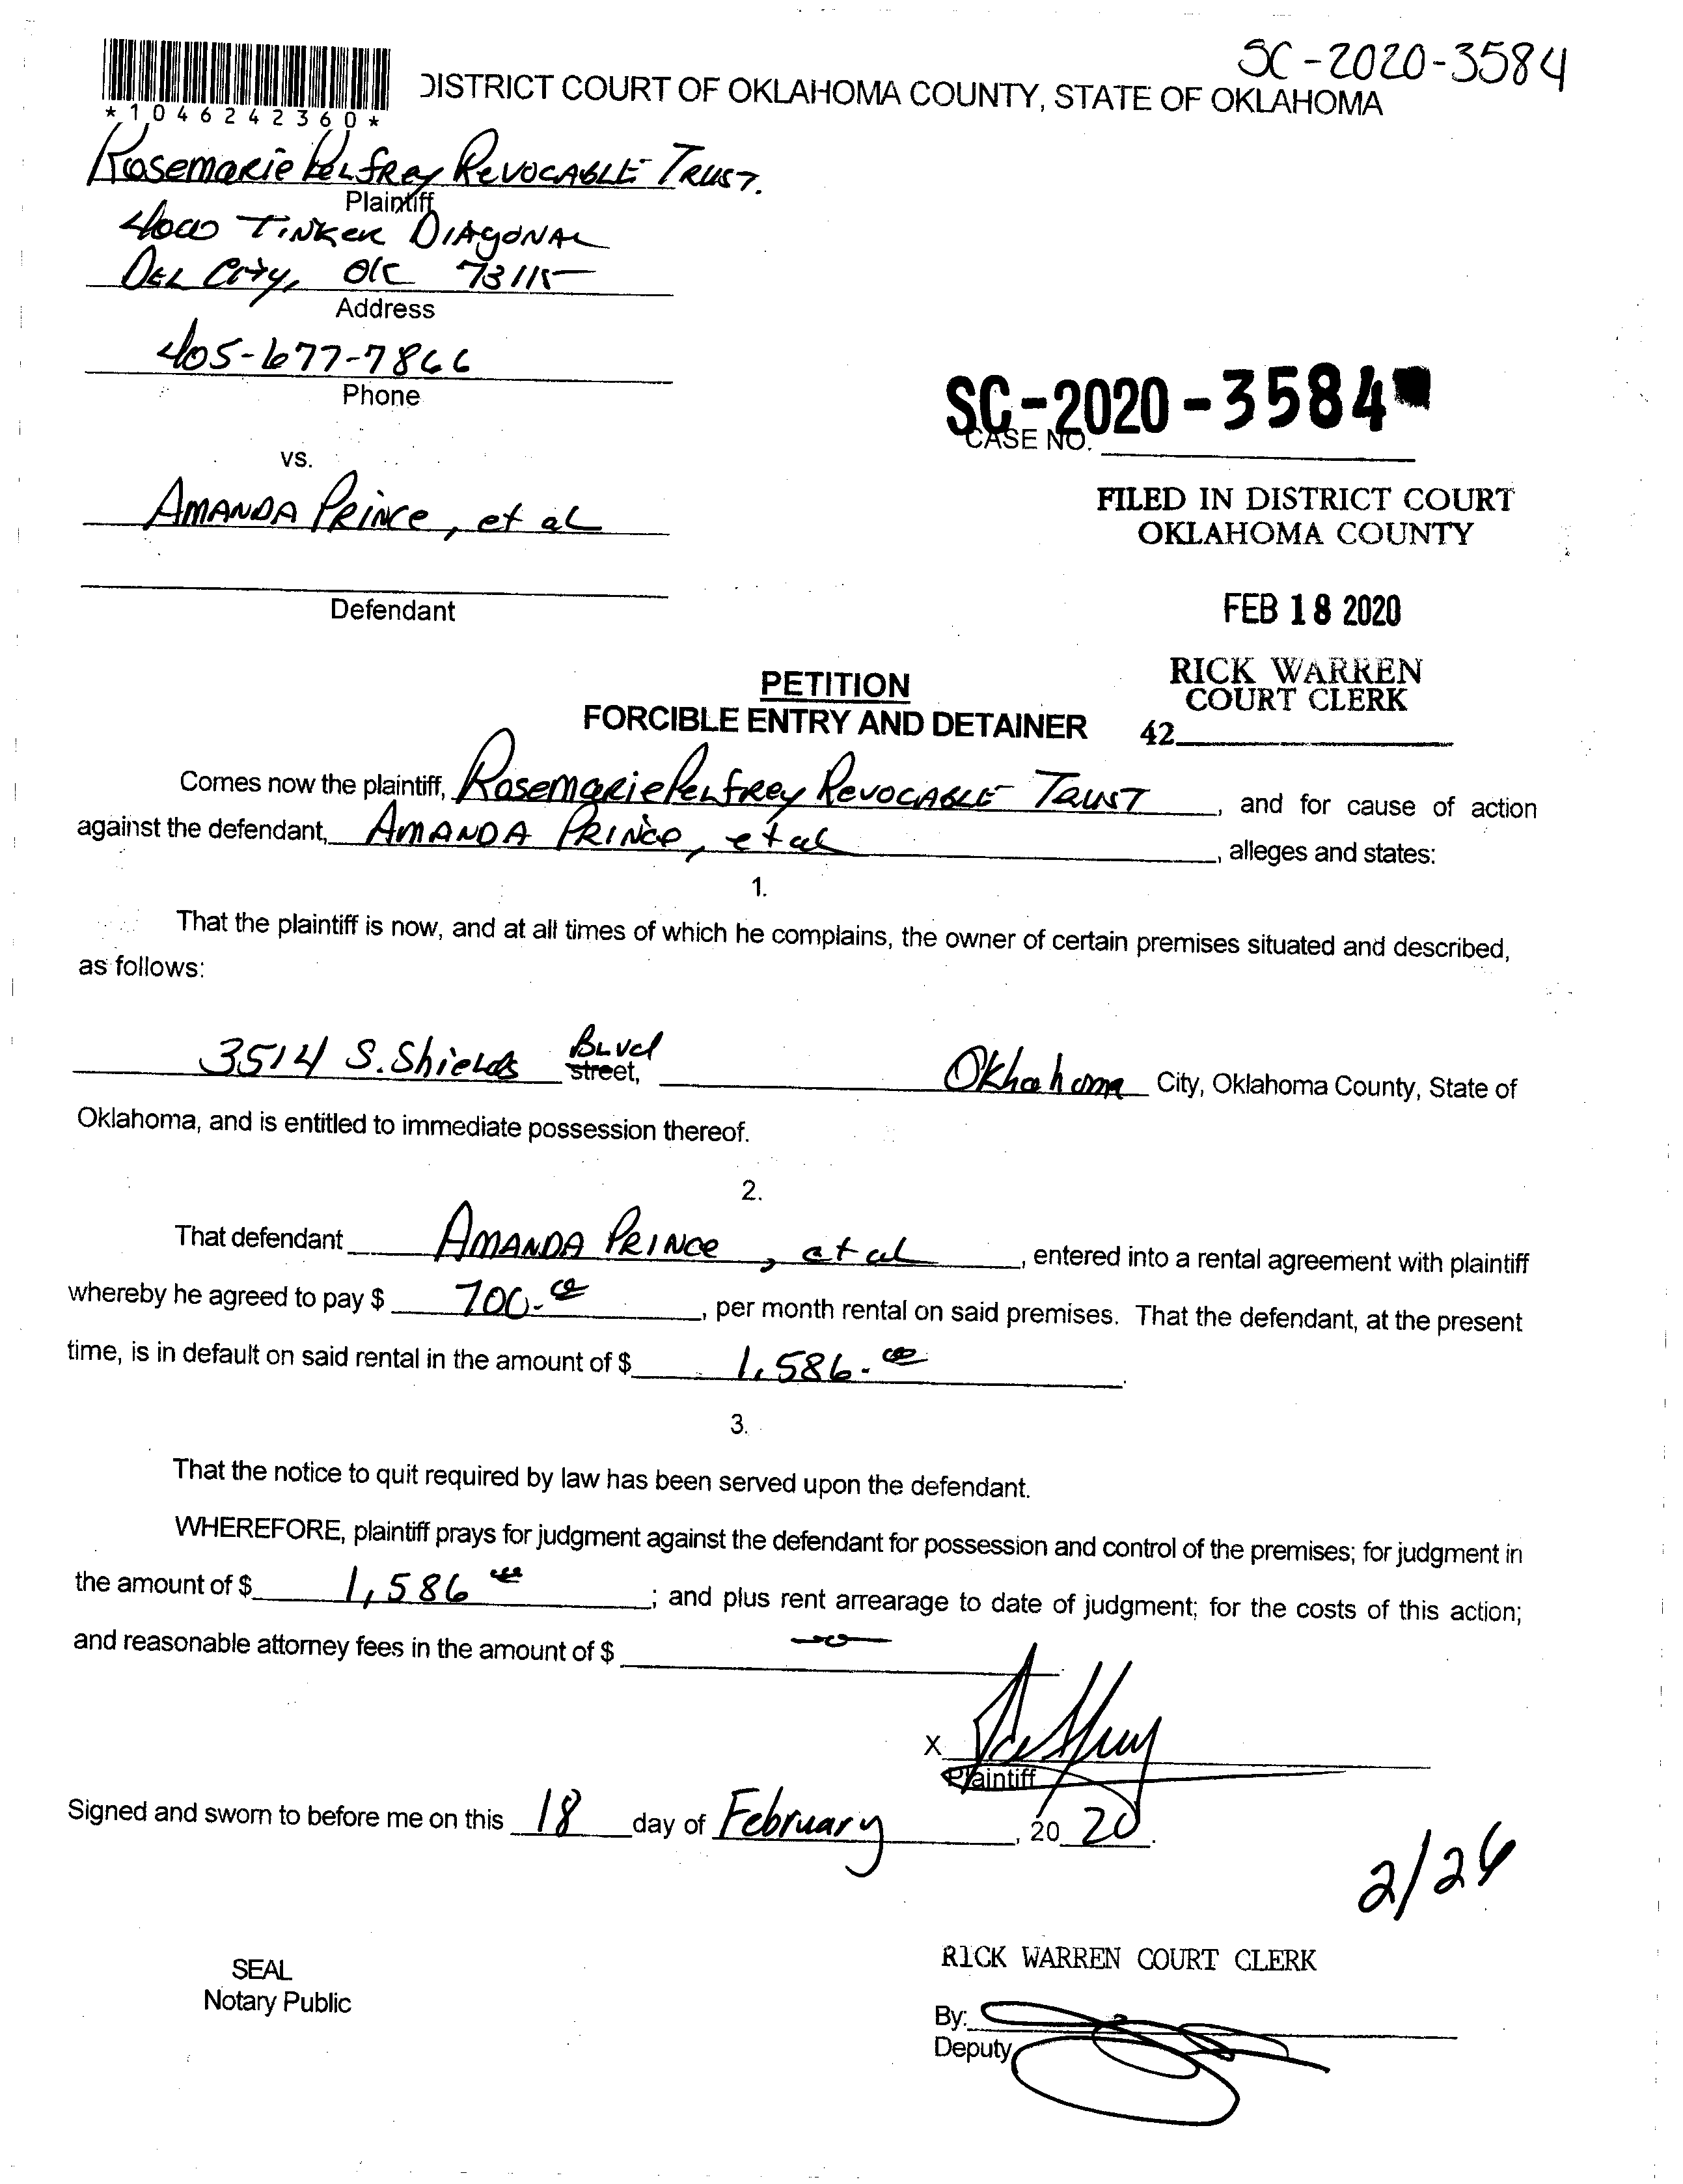 SC-2020-3584
DISTRICT COURT OF OKLAHOMA COUNTY, STATE OF OKLAHOMA
*1046242360*
Rosemarie Pelfrey Revocable Trust.
Plaintiff
4000 Tinker Diagonal
Del City, OK 73115
Address
405-677-7866
Phone
SC-2020-3584
CASE NO.
vs.
Amanda Prince, et al
FILED IN DISTRICT COURT
OKLAHOMA COUNTY
Defendant
FEB 18 2020
RICK WARREN
COURT CLERK
42
PETITION
FORCIBLE ENTRY AND DETAINER
Comes now the plaintiff, Rosemarie Pelfrey Revocable Trust, and for cause of action
against the defendant, Amanda Prince, et al, alleges and states:
1.
That the plaintiff is now, and at all times of which he complains, the owner of certain premises situated and described,
as follows:
3514 S. Shields Blvd street, Oklahoma City, Oklahoma County, State of
Oklahoma, and is entitled to immediate possession thereof.
2.
That defendant Amanda Prince, et al, entered into a rental agreement with plaintiff
whereby he agreed to pay $ 700.00, per month rental on said premises. That the defendant, at the present
time, is in default on said rental in the amount of $ 1,586.00.
3.
That the notice to quit required by law has been served upon the defendant.
WHEREFORE, plaintiff prays for judgment against the defendant for possession and control of the premises; for judgment in
the amount of $ 1,586 00; and plus rent arrearage to date of judgment; for the costs of this action;
and reasonable attorney fees in the amount of $ -0-
X
Plaintiff
Signed and sworn to before me on this 18 day of February, 20 20.
2/26
SEAL
Notary Public
RICK WARREN COURT CLERK
By:
Deputy